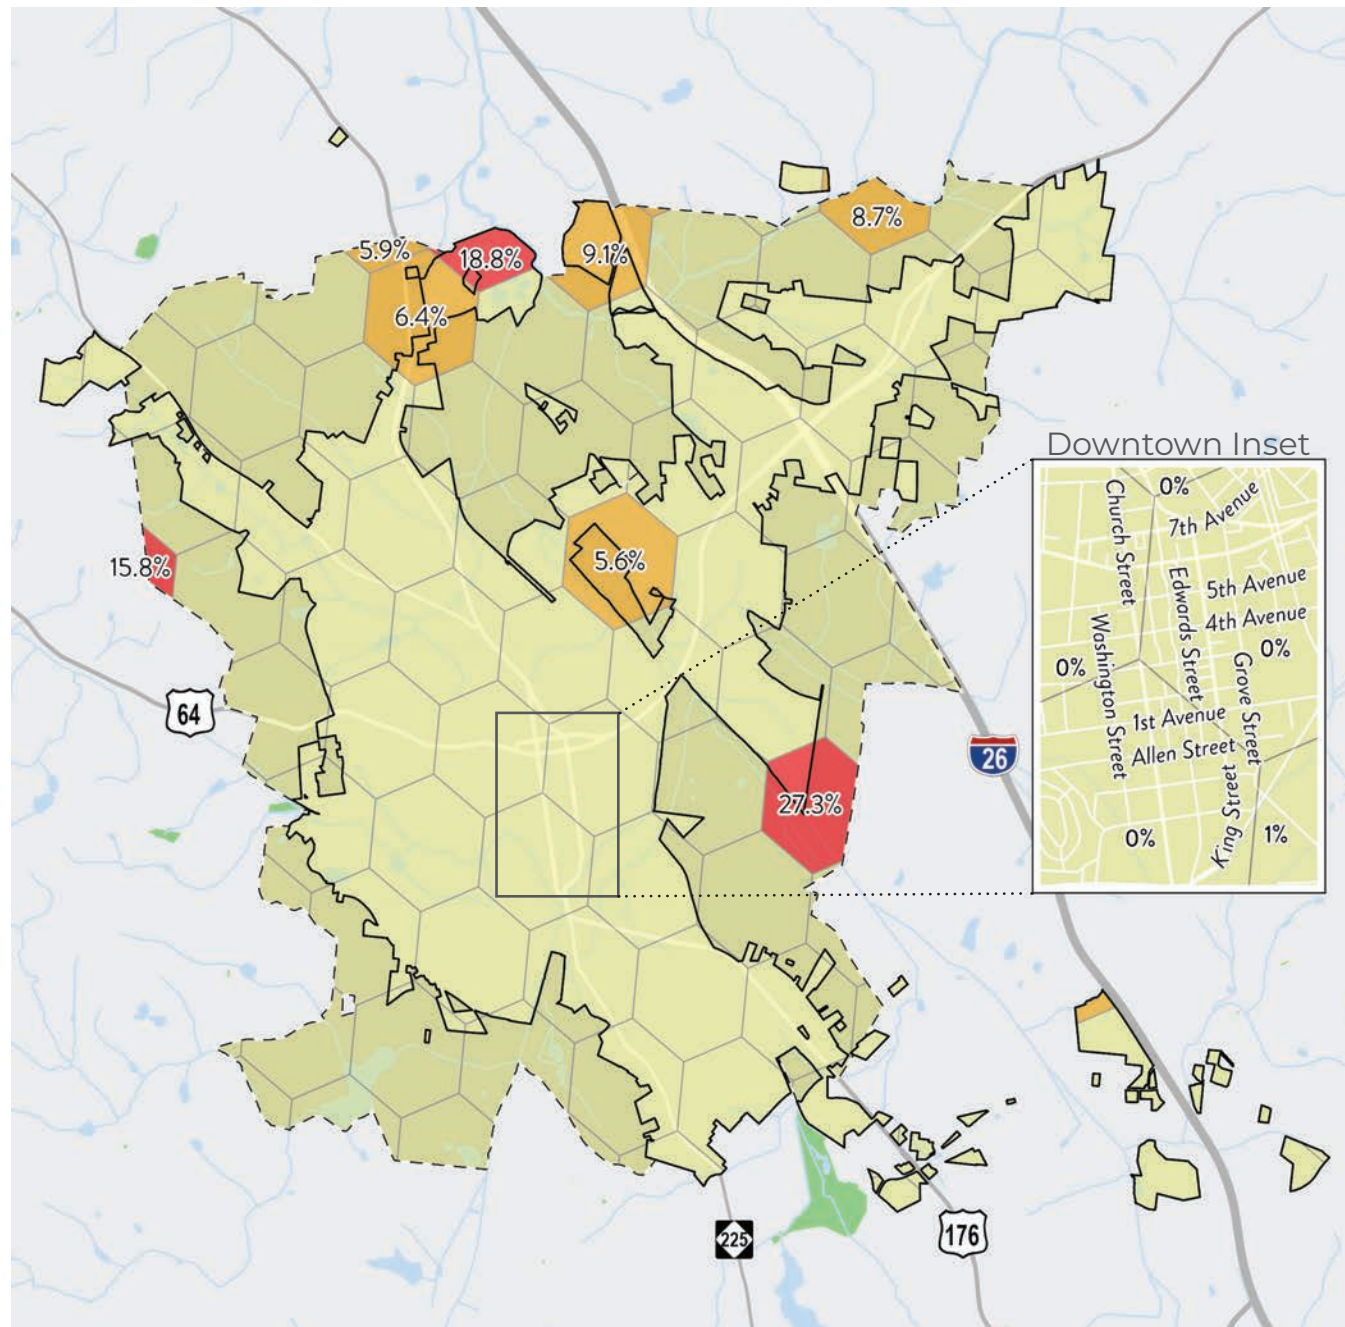 8.7%
5.9%
18.8%
9.1%
6.4%
Downtown Inset
0%
Church Street
7th Avenue
5.6%
15.8%
Edwards Street
5th Avenue
4th Avenue
Washington Street
0%
0%
Grove Street
64
1st Avenue
Allen Street
26
27.3%
King Street
0%
1%
225
176